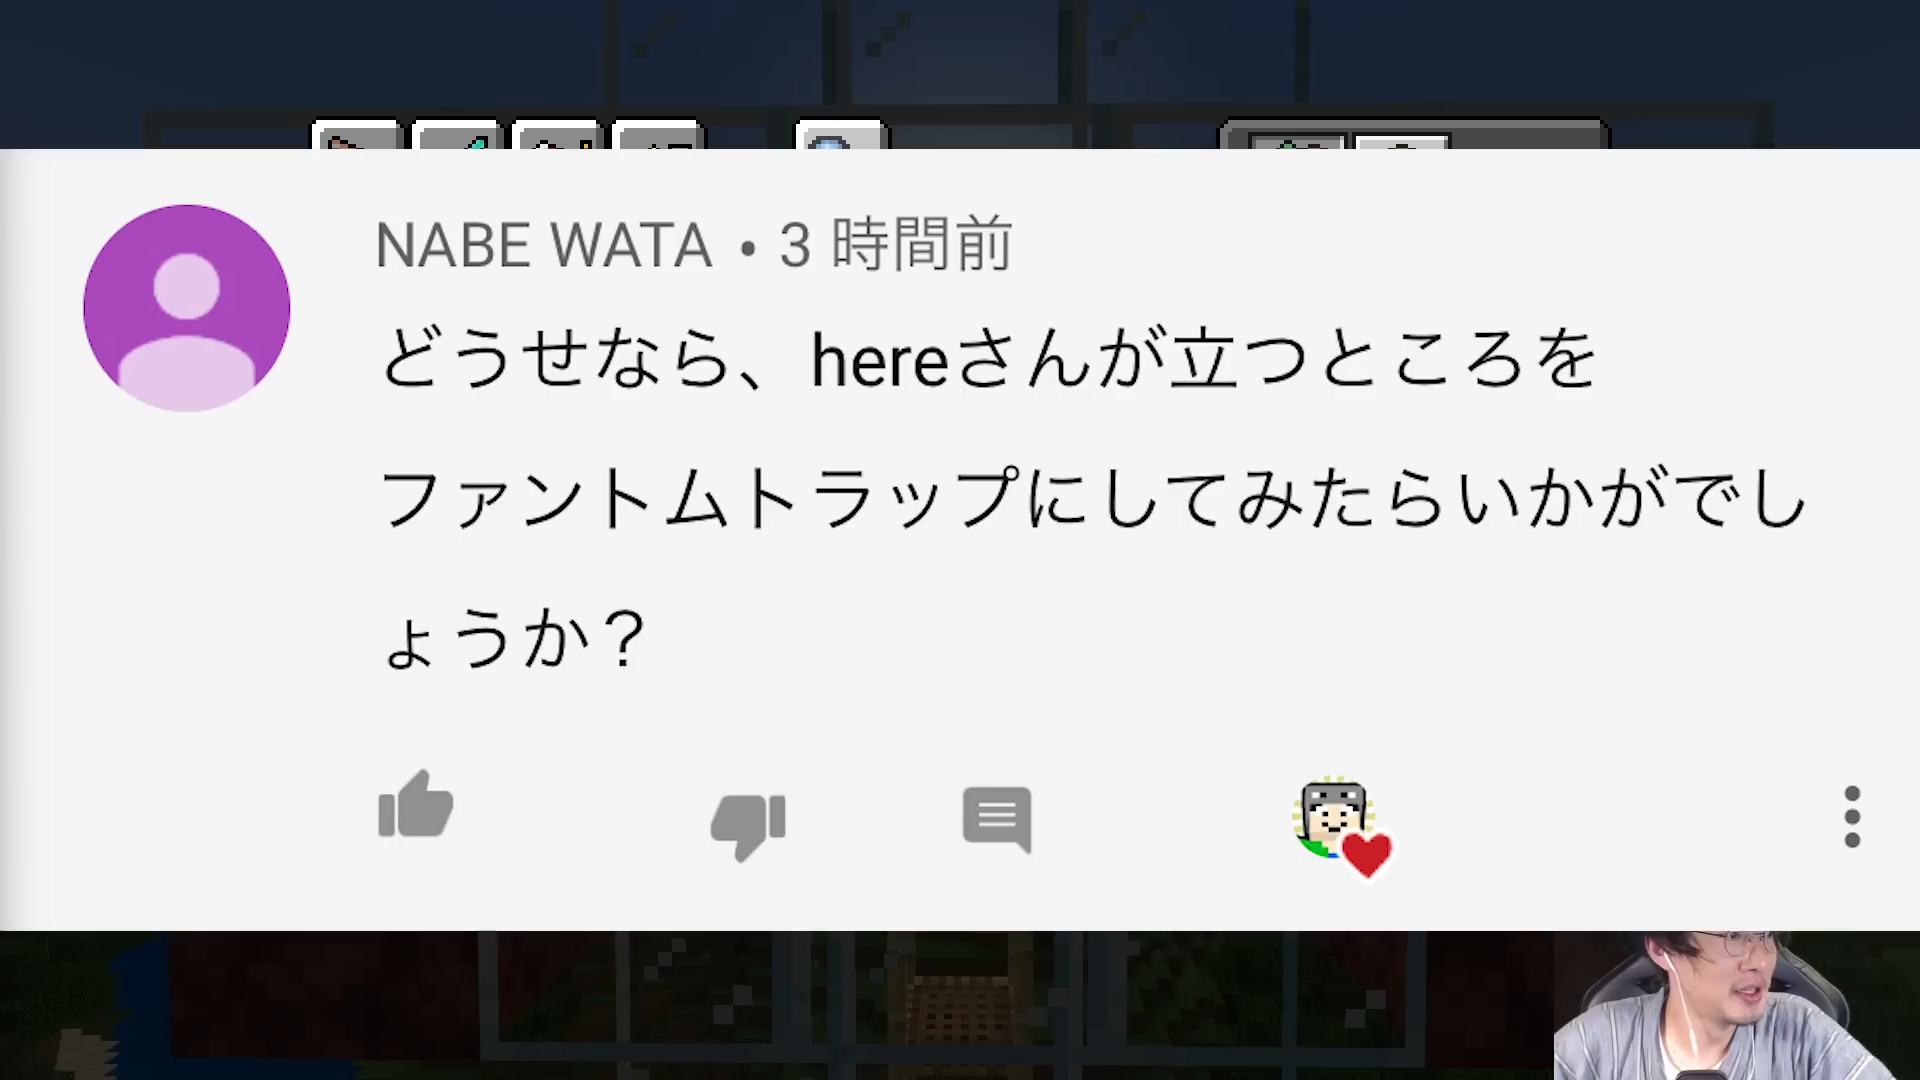 NABE WATA • 3 時間前
どうせなら、hereさんが立つところを
ファントムトラップにしてみたらいかがでし
ょうか？